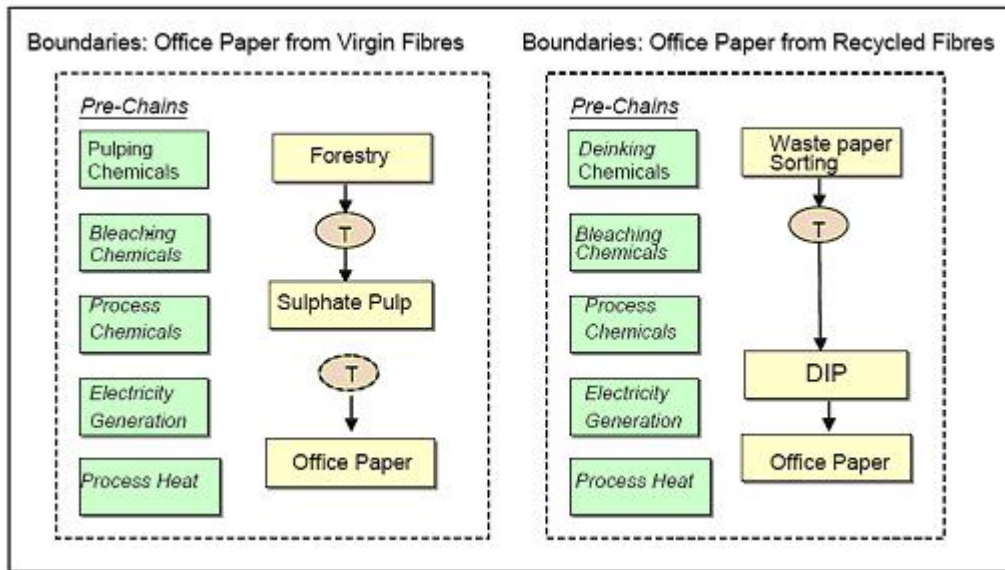 Boundaries: Office Paper from Virgin Fibres
Pre-Chains
Pulping
Chemicals
Bleaching
Chemicals
Process
Chemicals
Electricity
Generation
Process Heat
Forestry
T
Sulphate Pulp
T
Office Paper
Boundaries: Office Paper from Recycled Fibres
Pre-Chains
Deinking
Chemicals
Bleaching
Chemicals
Process
Chemicals
Electricity
Generation
Process Heat
Waste paper
Sorting
T
DIP
Office Paper